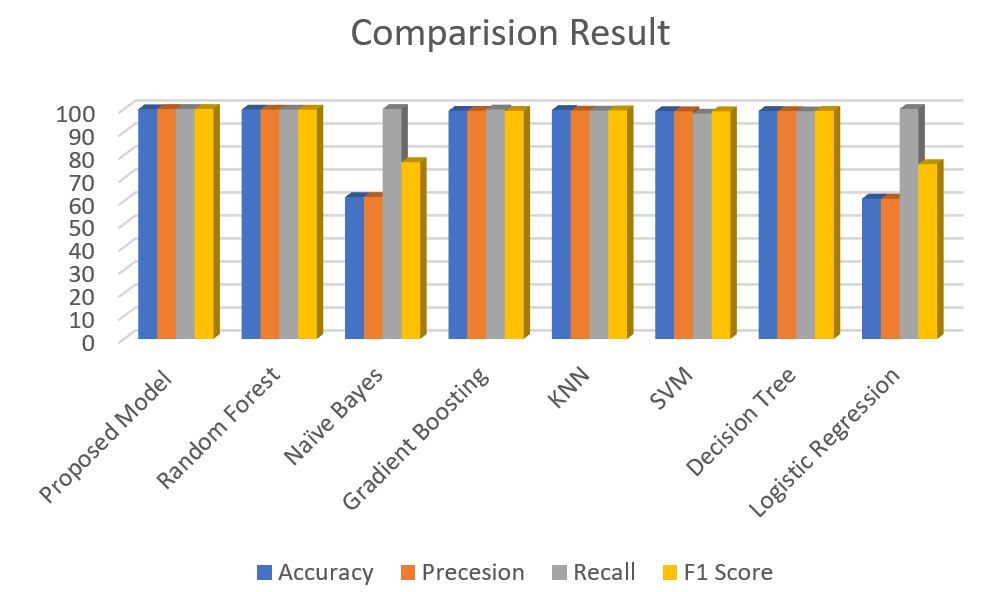 Comparision Result
100
90
80
70
60
50
40
30
20
10
0
Proposed Model
Random Forest
Naïve Bayes
Gradient Boosting
KNN
SVM
Decision Tree
Logistic Regression
Accuracy Precesion Recall F1 Score